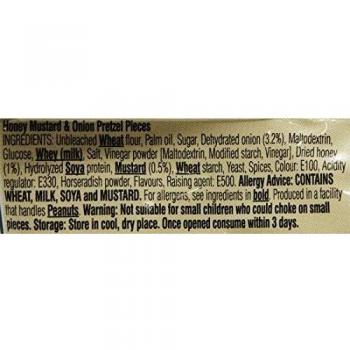 Honey Mustard & Onion Pretzel Pieces
INGREDIENTS: Unbleached Wheat flour, Palm oil, Sugar, Dehydrated onion (3.2%), Maltodextrin,
Glucose, Whey (milk), Salt, Vinegar powder [Maltodextrin, Modified starch, Vinegar], Dried honey
(1%), Hydrolyzed Soya protein, Mustard (0.5%), Wheat starch, Yeast, Spices, Colour: E100, Acidity
regulator: E330, Horseradish powder, Flavours, Raising agent: E500. Allergy Advice: CONTAINS
WHEAT, MILK, SOYA and MUSTARD. For allergens, see ingredients in bold. Produced in a facility
that handles Peanuts. Warning: Not suitable for small children who could choke on small
pieces. Storage: Store in cool, dry place. Once opened consume within 3 days.